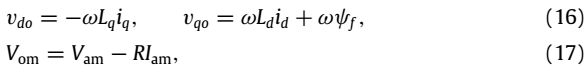 v_{do} = −ωL_q i_q,  v_{qo} = ωL_d i_d + ωψ_f,  (16)
V_{om} = V_{am} − RI_{am},  (17)